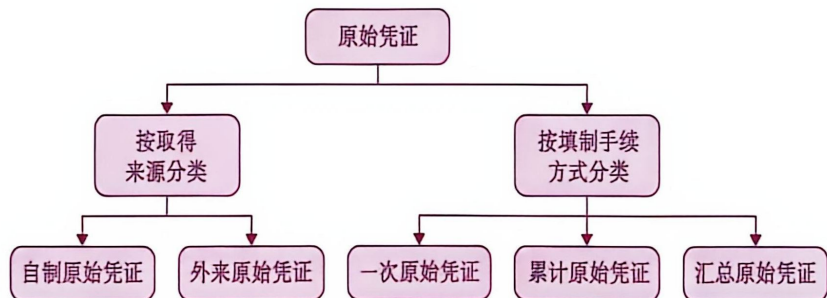 原始凭证
按取得
来源分类
按填制手续
方式分类
自制原始凭证
外来原始凭证
一次原始凭证
累计原始凭证
汇总原始凭证